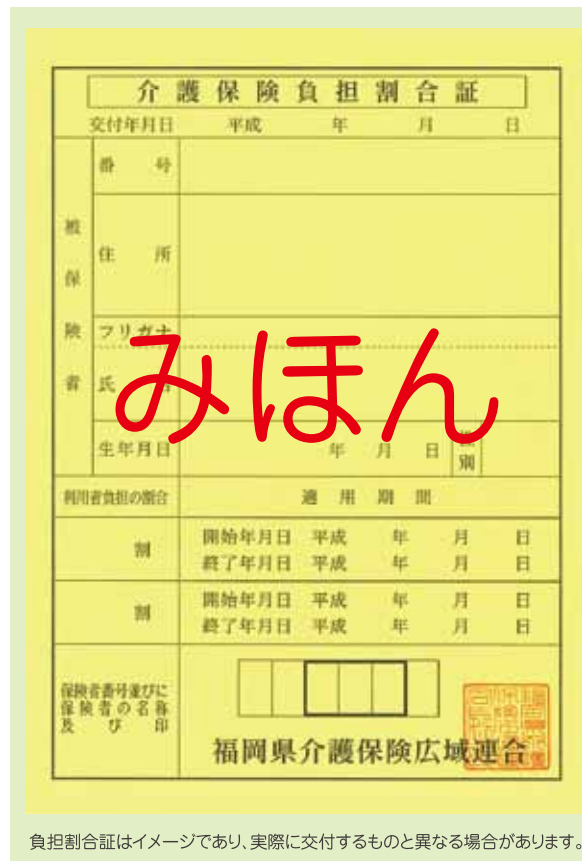 介護保険負担割合証
交付年月日 平成 年 月 日
被保険者
番号
住所
フリガナ
氏
生年月日 年 月 日
別
みほん
利用者負担の割合 適用期間
割 開始年月日 平成 年 月 日
終了年月日 平成 年 月 日
割 開始年月日 平成 年 月 日
終了年月日 平成 年 月 日
保険者番号並びに
保険者の名称
及び印
福岡県介護保険広域連合
負担割合証はイメージであり、実際に交付するものと異なる場合があります。